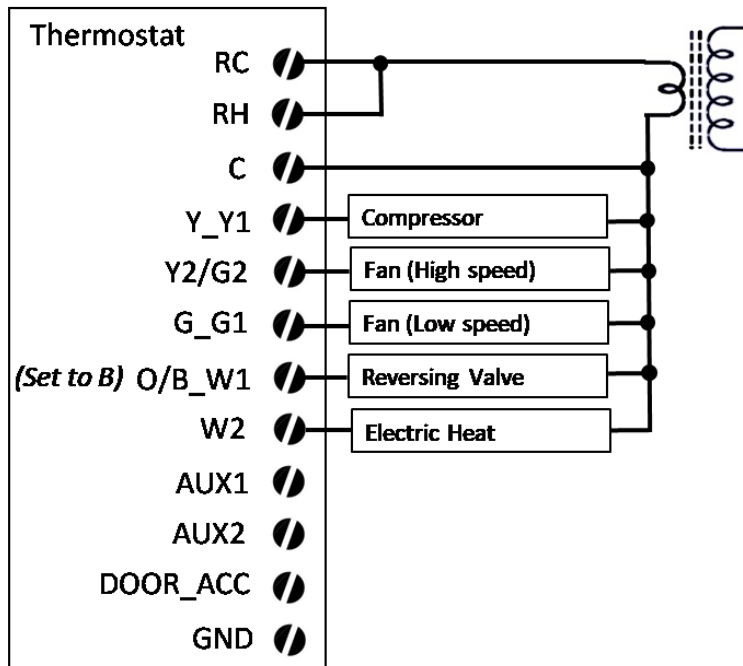 Thermostat
RC
RH
C
Y_Y1 Compressor
Y2/G2 Fan (High speed)
G_G1 Fan (Low speed)
(Set to B) O/B_W1 Reversing Valve
W2 Electric Heat
AUX1
AUX2
DOOR_ACC
GND